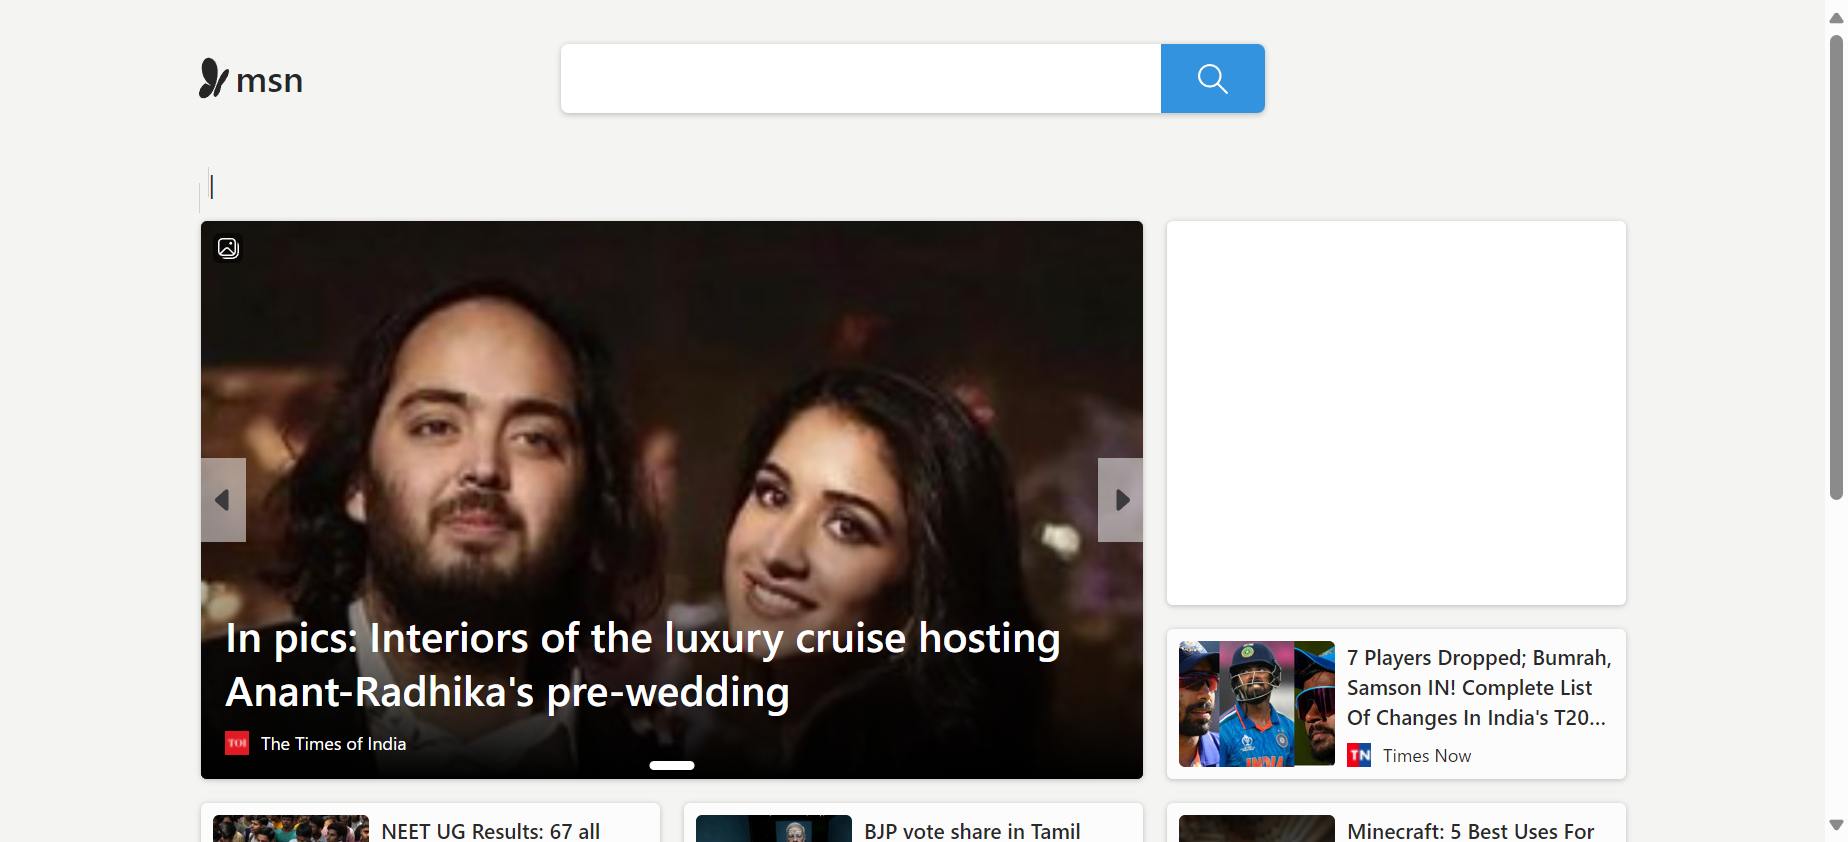 msn
In pics: Interiors of the luxury cruise hosting
Anant-Radhika's pre-wedding
TOI The Times of India
7 Players Dropped; Bumrah,
Samson IN! Complete List
Of Changes In India's T20...
TN Times Now
INDIA
NEET UG Results: 67 all
BJP vote share in Tamil
Minecraft: 5 Best Uses For